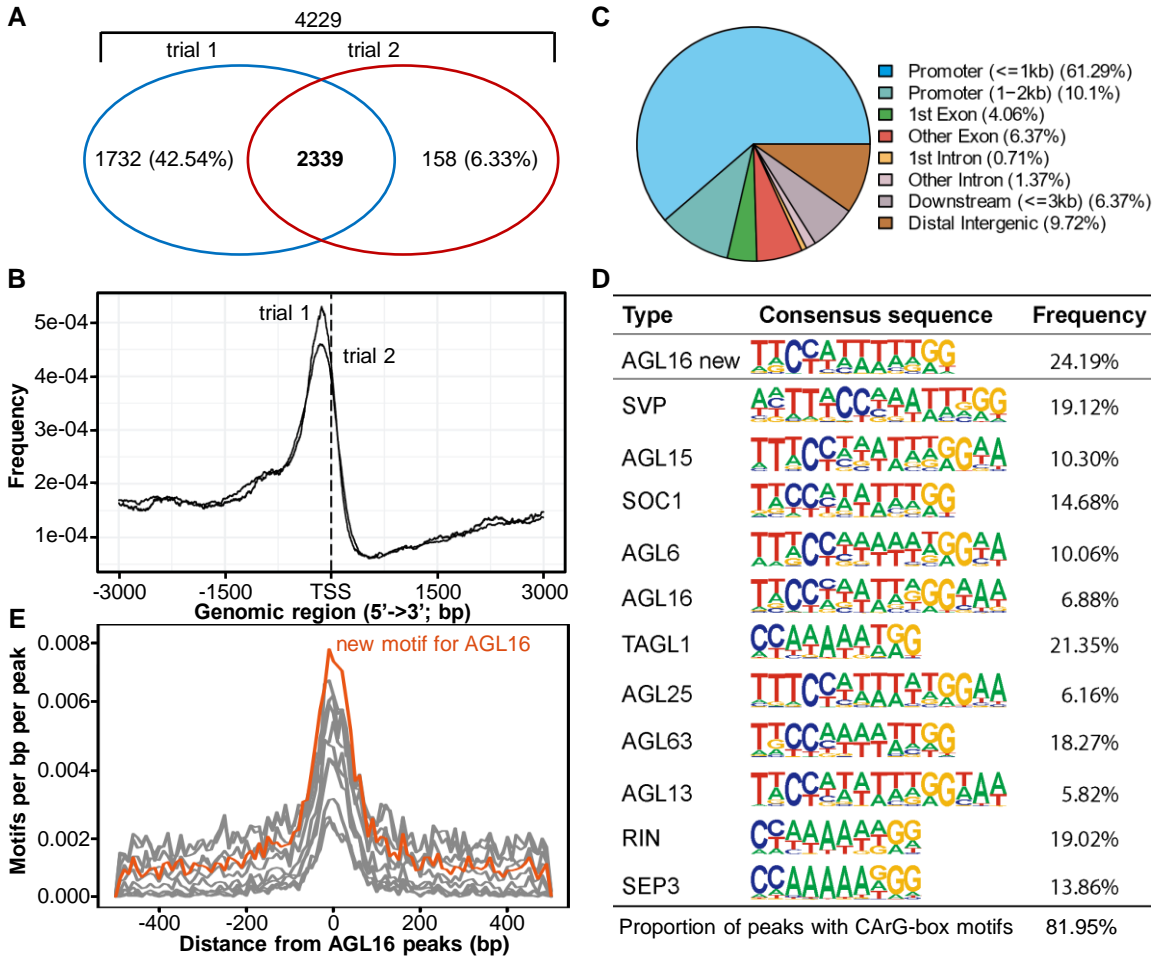 A
4229
trial 1
trial 2
1732 (42.54%)
2339
158 (6.33%)
B
5e-04
4e-04
3e-04
2e-04
1e-04
Frequency
trial 1
trial 2
-3000
-1500
TSS
1500
3000
Genomic region (5'->3'; bp)
C
Promoter (<=1kb) (61.29%)
Promoter (1−2kb) (10.1%)
1st Exon (4.06%)
Other Exon (6.37%)
1st Intron (0.71%)
Other Intron (1.37%)
Downstream (<=3kb) (6.37%)
Distal Intergenic (9.72%)
D
Type Consensus sequence Frequency
AGL16 new 24.19%
SVP 19.12%
AGL15 10.30%
SOC1 14.68%
AGL6 10.06%
AGL16 6.88%
TAGL1 21.35%
AGL25 6.16%
AGL63 18.27%
AGL13 5.82%
RIN 19.02%
SEP3 13.86%
Proportion of peaks with CArG-box motifs 81.95%
E
0.008
0.006
0.004
0.002
0.000
Motifs per bp per peak
new motif for AGL16
-400
-200
0
200
400
Distance from AGL16 peaks (bp)